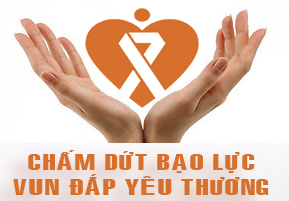 CHẤM DỨT BẠO LỰC
VUN ĐẮP YÊU THƯƠNG